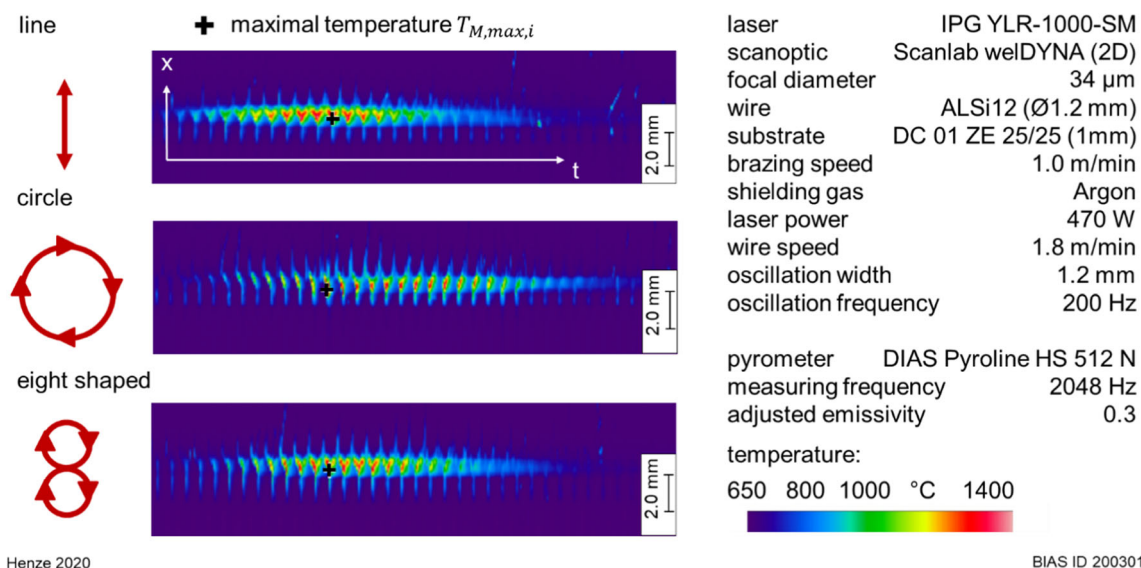 line
✚ maximal temperature T_{M,max,i}
x
t
2.0 mm
circle
2.0 mm
eight shaped
2.0 mm
laser IPG YLR-1000-SM
scanoptic Scanlab welDYNA (2D)
focal diameter 34 µm
wire ALSi12 (Ø1.2 mm)
substrate DC 01 ZE 25/25 (1mm)
brazing speed 1.0 m/min
shielding gas Argon
laser power 470 W
wire speed 1.8 m/min
oscillation width 1.2 mm
oscillation frequency 200 Hz
pyrometer DIAS Pyroline HS 512 N
measuring frequency 2048 Hz
adjusted emissivity 0.3
temperature:
650 800 1000 °C 1400
Henze 2020
BIAS ID 200301